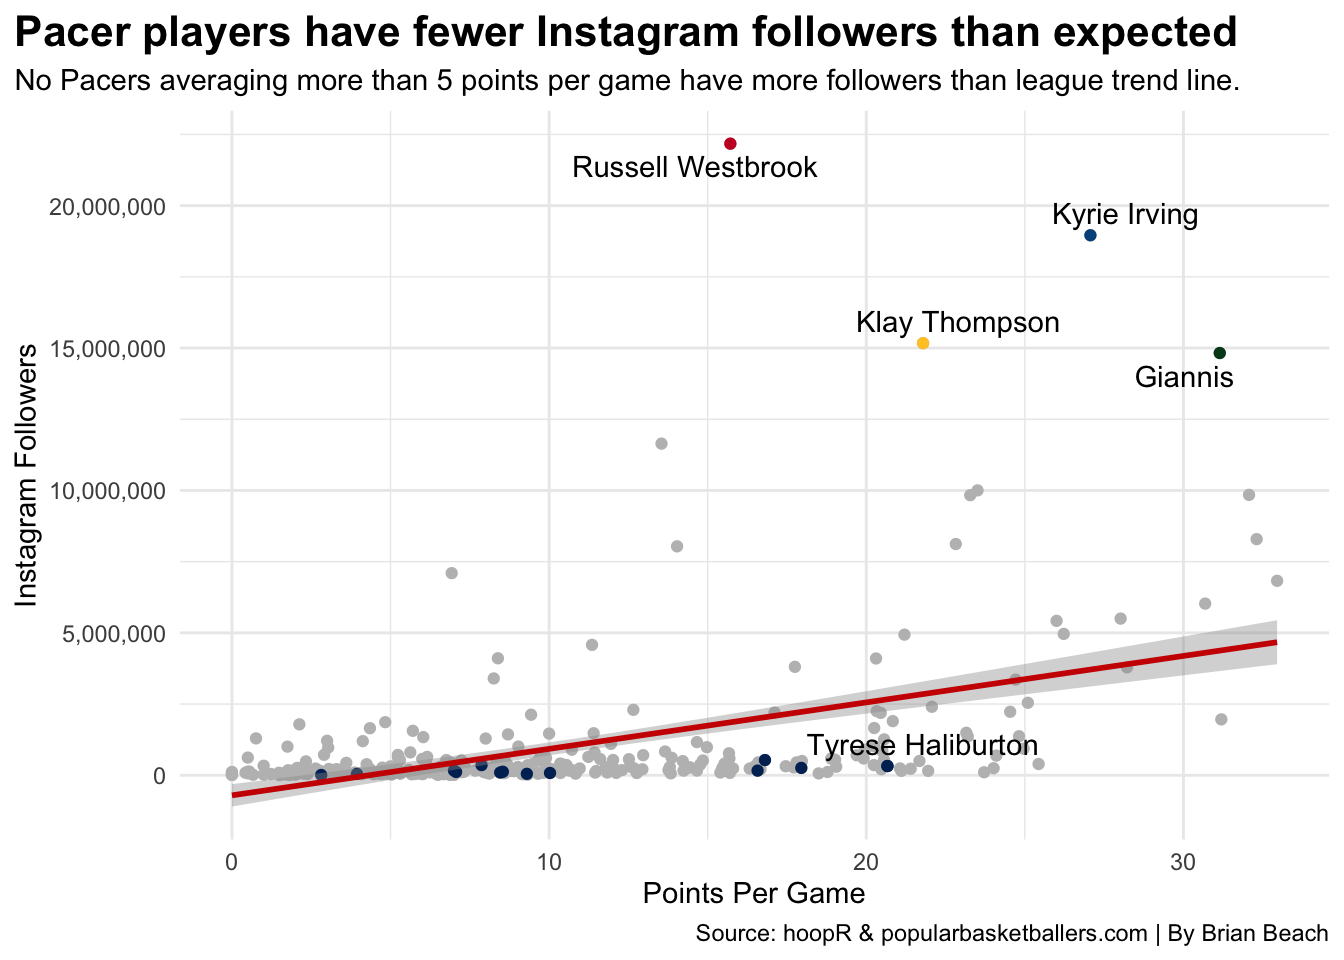 Pacer players have fewer Instagram followers than expected
No Pacers averaging more than 5 points per game have more followers than league trend line.
Russell Westbrook
20,000,000
Kyrie Irving
Klay Thompson
15,000,000
Giannis
Instagram Followers
10,000,000
5,000,000
Tyrese Haliburton
0
0
10
20
30
Points Per Game
Source: hoopR & popularbasketballers.com | By Brian Beach